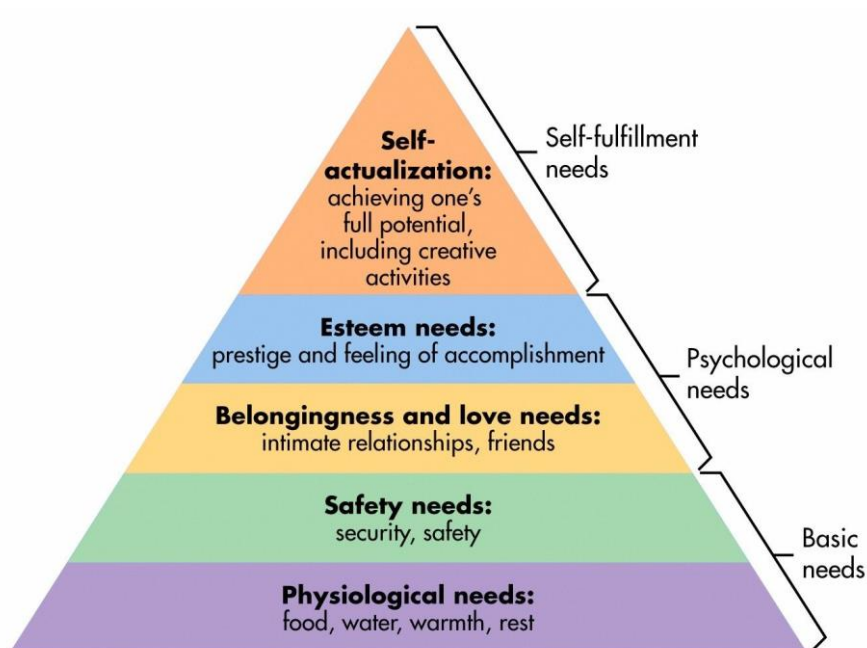 Self-
actualization:
achieving one's
full potential,
including creative
activities
Self-fulfillment
needs
Esteem needs:
prestige and feeling of accomplishment
Psychological
needs
Belongingness and love needs:
intimate relationships, friends
Safety needs:
security, safety
Basic
needs
Physiological needs:
food, water, warmth, rest